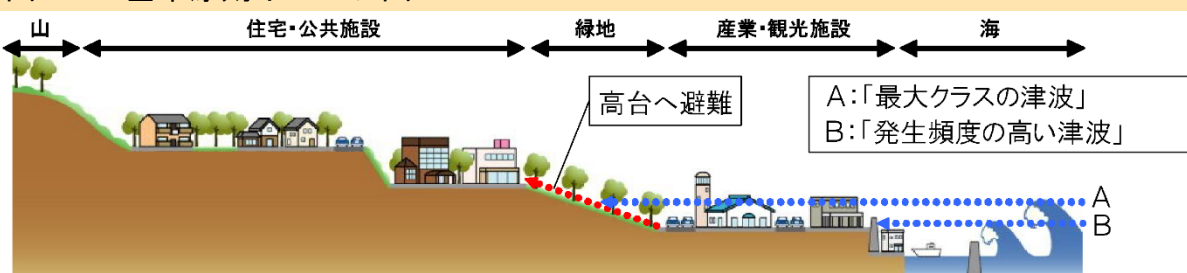 山
住宅・公共施設
緑地
産業・観光施設
海
高台へ避難
A:「最大クラスの津波」
B:「発生頻度の高い津波」
A
B